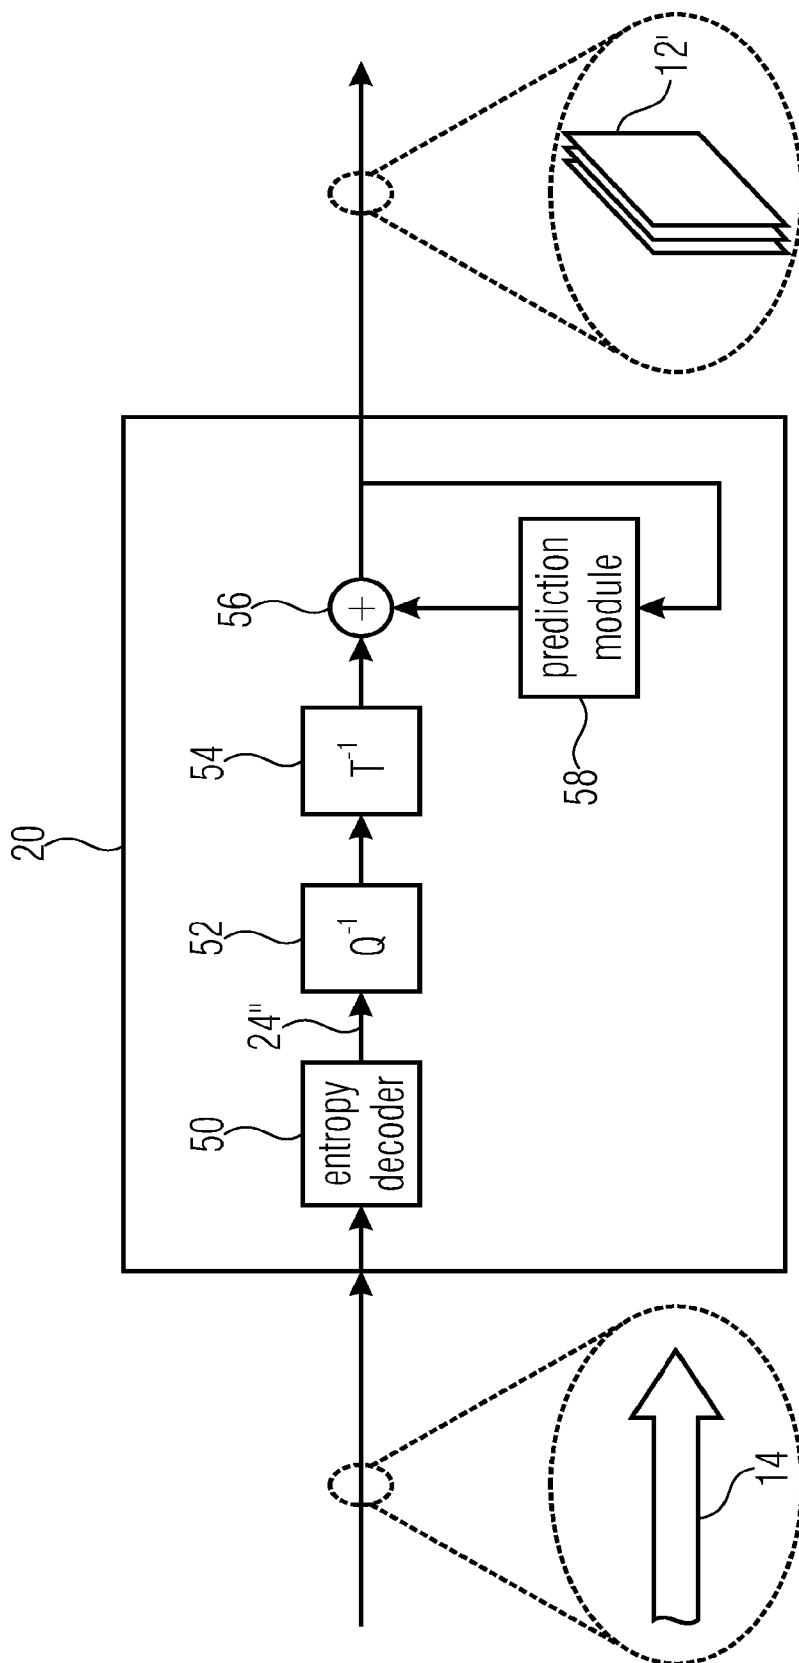 20
50
24'''
52
54
56
entropy
decoder
Q⁻¹
T⁻¹
+
58
prediction
module
14
12'